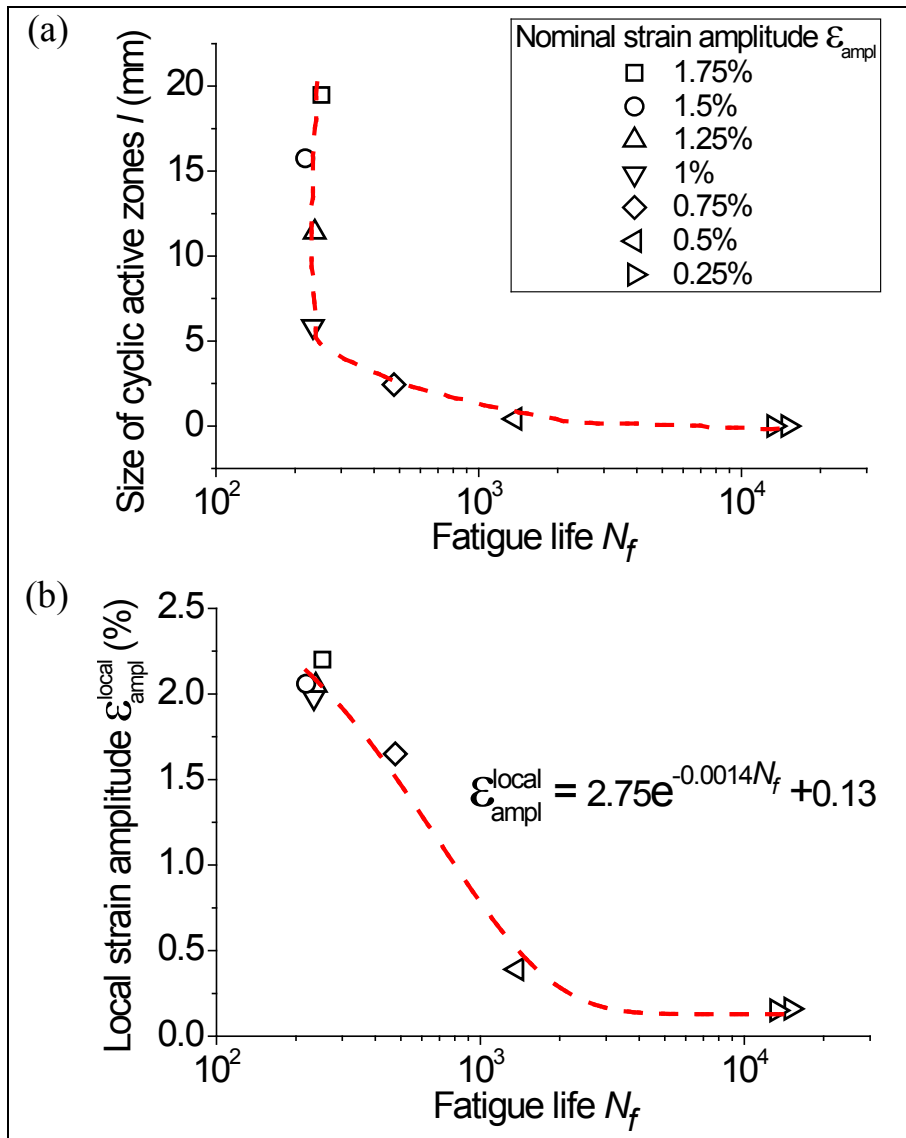 (a)
Nominal strain amplitude εampl
1.75%
1.5%
1.25%
1%
0.75%
0.5%
0.25%
Size of cyclic active zones l (mm)
20
15
10
5
0
10² 10³ 10⁴
Fatigue life Nf
(b)
Local strain amplitude ε^local_ampl (%)
2.5
2.0
1.5
1.0
0.5
0.0
ε^local_ampl = 2.75e^-0.0014Nf +0.13
10² 10³ 10⁴
Fatigue life Nf